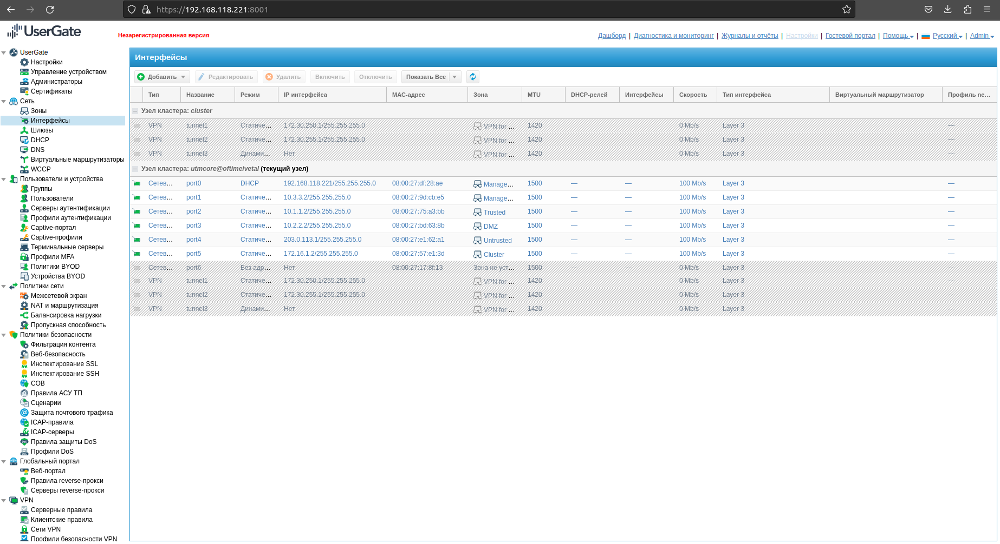 https://192.168.118.221:8001
UserGate
Незарегистрированная версия
Дашборд | Диагностика и мониторинг | Журналы и отчёты | Настройки | Гостевой портал | Помощь | Русский | Admin
UserGate
Настройки
Управление устройством
Администраторы
Сертификаты
Сеть
Зоны
Интерфейсы
Шлюзы
DHCP
DNS
Виртуальные маршрутизаторы
WCCP
Пользователи и устройства
Группы
Пользователи
Серверы аутентификации
Профили аутентификации
Captive-портал
Captive-профили
Терминальные серверы
Профили MFA
Политики BYOD
Устройства BYOD
Политики сети
Межсетевой экран
NAT и маршрутизация
Балансировка нагрузки
Пропускная способность
Политики безопасности
Фильтрация контента
Веб-безопасность
Инспектирование SSL
Инспектирование SSH
СОВ
Правила АСУ ТП
Сценарии
Защита почтового трафика
ICAP-правила
ICAP-серверы
Правила защиты DoS
Профили DoS
Глобальный портал
Веб-портал
Правила reverse-прокси
Серверы reverse-прокси
VPN
Серверные правила
Клиентские правила
Сети VPN
Профили безопасности VPN
Интерфейсы
Добавить Редактировать Удалить Включить Отключить Показать Все
Тип Название Режим IP интерфейса MAC-адрес Зона MTU DHCP-релей Интерфейсы Скорость Тип интерфейса Виртуальный маршрутизатор Профиль ne...
Узел кластера: cluster
VPN tunnel1 Статиче... 172.30.250.1/255.255.255.0 VPN for ... 1420 0 Mb/s Layer 3 —
VPN tunnel2 Статиче... 172.30.255.1/255.255.255.0 VPN for ... 1420 0 Mb/s Layer 3 —
VPN tunnel3 Динами... Нет VPN for ... 1420 0 Mb/s Layer 3 —
Узел кластера: utmcore@oftimeivetal (текущий узел)
Сетев... port0 DHCP 192.168.118.221/255.255.255.0 08:00:27:df:28:ae Manage... 1500 — — 100 Mb/s Layer 3 —
Сетев... port1 Статиче... 10.3.3.2/255.255.255.0 08:00:27:9d:cb:e5 Manage... 1500 — — 100 Mb/s Layer 3 —
Сетев... port2 Статиче... 10.1.1.2/255.255.255.0 08:00:27:75:a3:bb Trusted 1500 — — 100 Mb/s Layer 3 —
Сетев... port3 Статиче... 10.2.2.2/255.255.255.0 08:00:27:bd:63:8b DMZ 1500 — — 100 Mb/s Layer 3 —
Сетев... port4 Статиче... 203.0.113.1/255.255.255.0 08:00:27:e1:62:a1 Untrusted 1500 — — 100 Mb/s Layer 3 —
Сетев... port5 Статиче... 172.16.1.2/255.255.255.0 08:00:27:57:e1:3d Cluster 1500 — — 100 Mb/s Layer 3 —
Сетев... port6 Без адр... Нет 08:00:27:17:8f:13 Зона не уст... 1500 — — 0 Mb/s Layer 3 —
VPN tunnel1 Статиче... 172.30.250.1/255.255.255.0 VPN for ... 1420 0 Mb/s Layer 3 —
VPN tunnel2 Статиче... 172.30.255.1/255.255.255.0 VPN for ... 1420 0 Mb/s Layer 3 —
VPN tunnel3 Динами... Нет VPN for ... 1420 0 Mb/s Layer 3 —